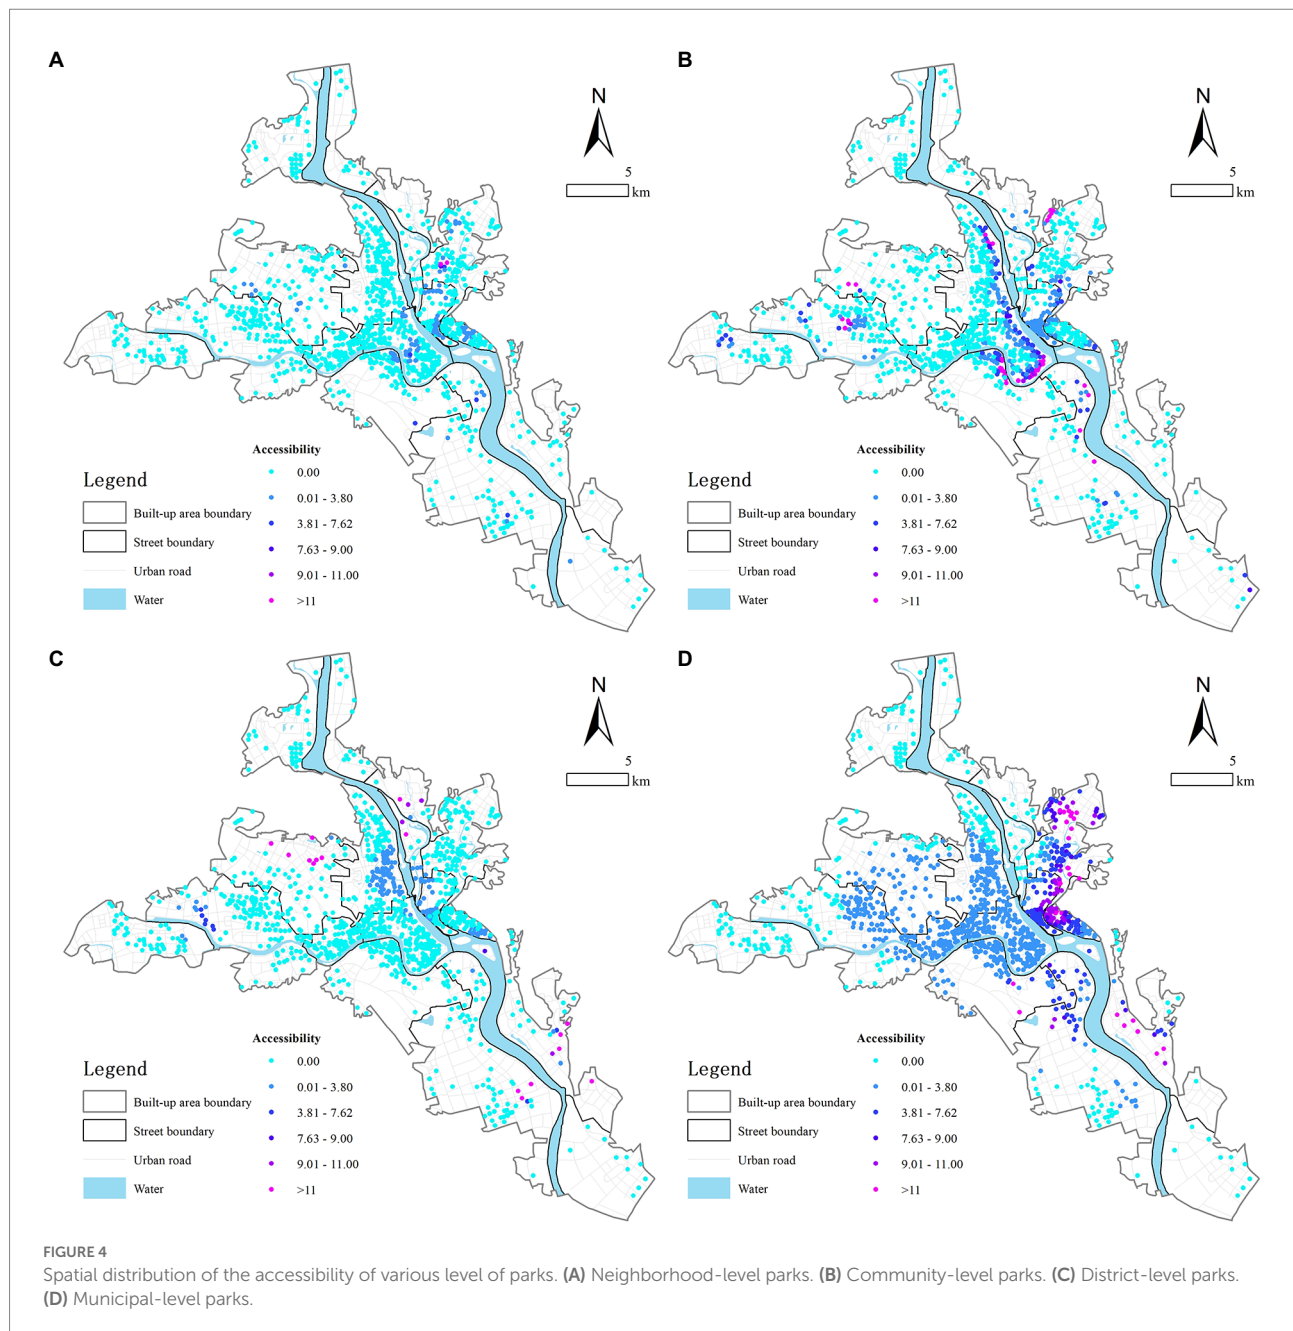 A
N
5
km
Accessibility
0.00
Legend
0.01 - 3.80
Built-up area boundary
3.81 - 7.62
Street boundary
7.63 - 9.00
Urban road
9.01 - 11.00
Water
>11
B
N
5
km
Accessibility
0.00
Legend
0.01 - 3.80
Built-up area boundary
3.81 - 7.62
Street boundary
7.63 - 9.00
Urban road
9.01 - 11.00
Water
>11
C
N
5
km
Accessibility
0.00
Legend
0.01 - 3.80
Built-up area boundary
3.81 - 7.62
Street boundary
7.63 - 9.00
Urban road
9.01 - 11.00
Water
>11
D
N
5
km
Accessibility
0.00
Legend
0.01 - 3.80
Built-up area boundary
3.81 - 7.62
Street boundary
7.63 - 9.00
Urban road
9.01 - 11.00
Water
>11
FIGURE 4
Spatial distribution of the accessibility of various level of parks. (A) Neighborhood-level parks. (B) Community-level parks. (C) District-level parks.
(D) Municipal-level parks.